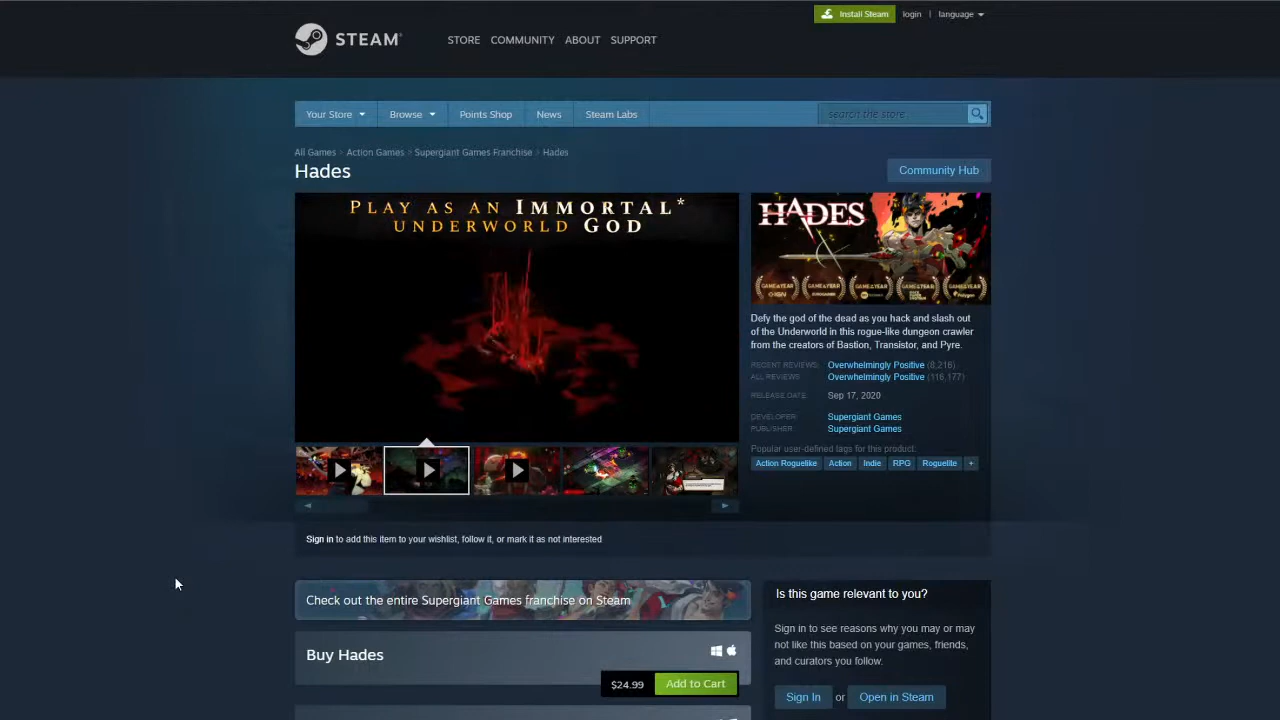 Install Steam
login | language
STEAM
STORE COMMUNITY ABOUT SUPPORT
Your Store Browse Points Shop News Steam Labs
search the store
All Games > Action Games > Supergiant Games Franchise > Hades
Hades
Community Hub
PLAY AS AN IMMORTAL*
UNDERWORLD GOD
HADES
Defy the god of the dead as you hack and slash out
of the Underworld in this rogue-like dungeon crawler
from the creators of Bastion, Transistor, and Pyre.
RECENT REVIEWS: Overwhelmingly Positive (8,216)
ALL REVIEWS: Overwhelmingly Positive (116,177)
RELEASE DATE: Sep 17, 2020
DEVELOPER: Supergiant Games
PUBLISHER: Supergiant Games
Popular user-defined tags for this product:
Action Roguelike Action Indie RPG Roguelite +
Sign in to add this item to your wishlist, follow it, or mark it as not interested
Check out the entire Supergiant Games franchise on Steam
Buy Hades
$24.99 Add to Cart
Is this game relevant to you?
Sign in to see reasons why you may or may
not like this based on your games, friends,
and curators you follow.
Sign In or Open in Steam